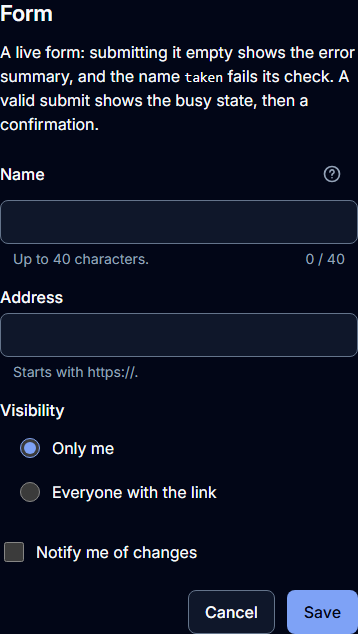 Form
A live form: submitting it empty shows the error
summary, and the name taken fails its check. A
valid submit shows the busy state, then a
confirmation.
Name
Up to 40 characters.
0 / 40
Address
Starts with https://.
Visibility
Only me
Everyone with the link
Notify me of changes
Cancel
Save